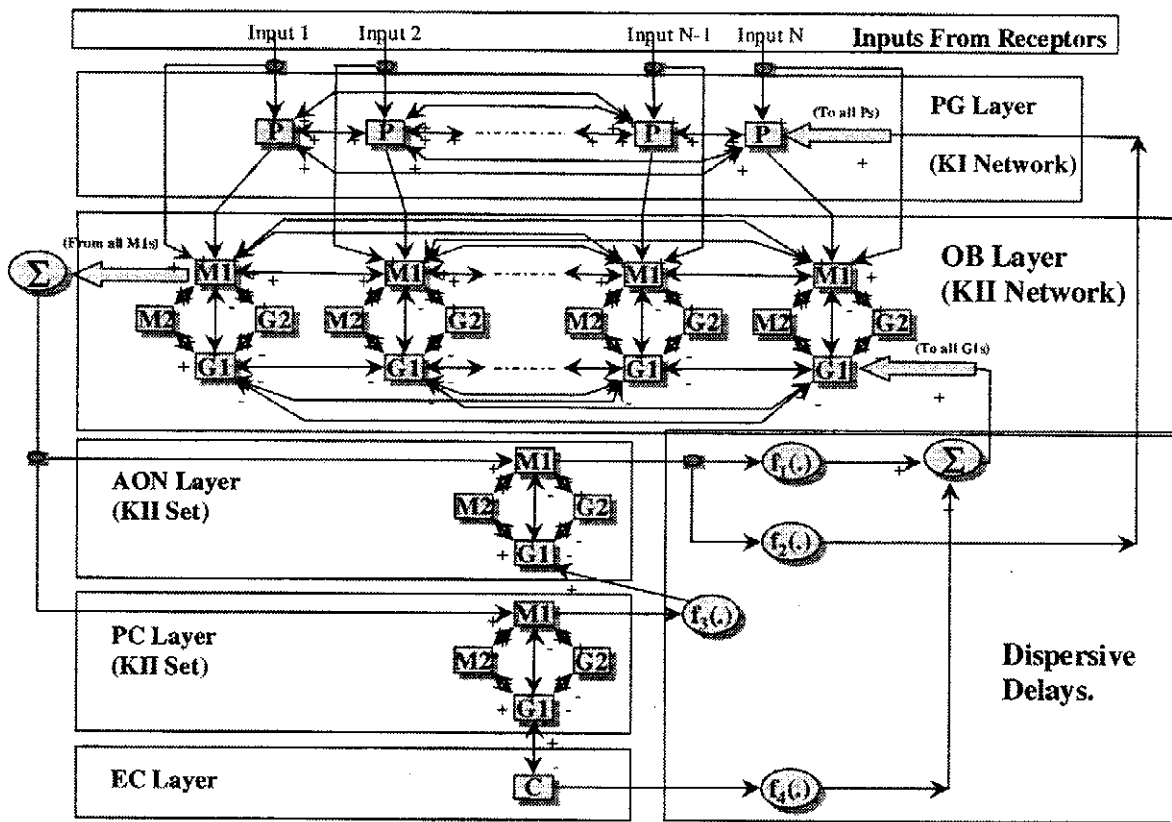 Input 1 Input 2 Input N-1 Input N
Inputs From Receptors
PG Layer
(To all Ps)
P P P P
(KI Network)
(From all M1s)
OB Layer
(KII Network)
Σ
M1 M1 M1 M1
M2 G2 M2 G2 M2 G2 M2 G2
(To all G1s)
G1 G1 G1 G1
AON Layer
(KII Set)
M1
f1(.)
Σ
M2 G2
f2(.)
G1
PC Layer
(KII Set)
M1
f3(.)
M2 G2
Dispersive
Delays.
G1
EC Layer
C
f4(.)